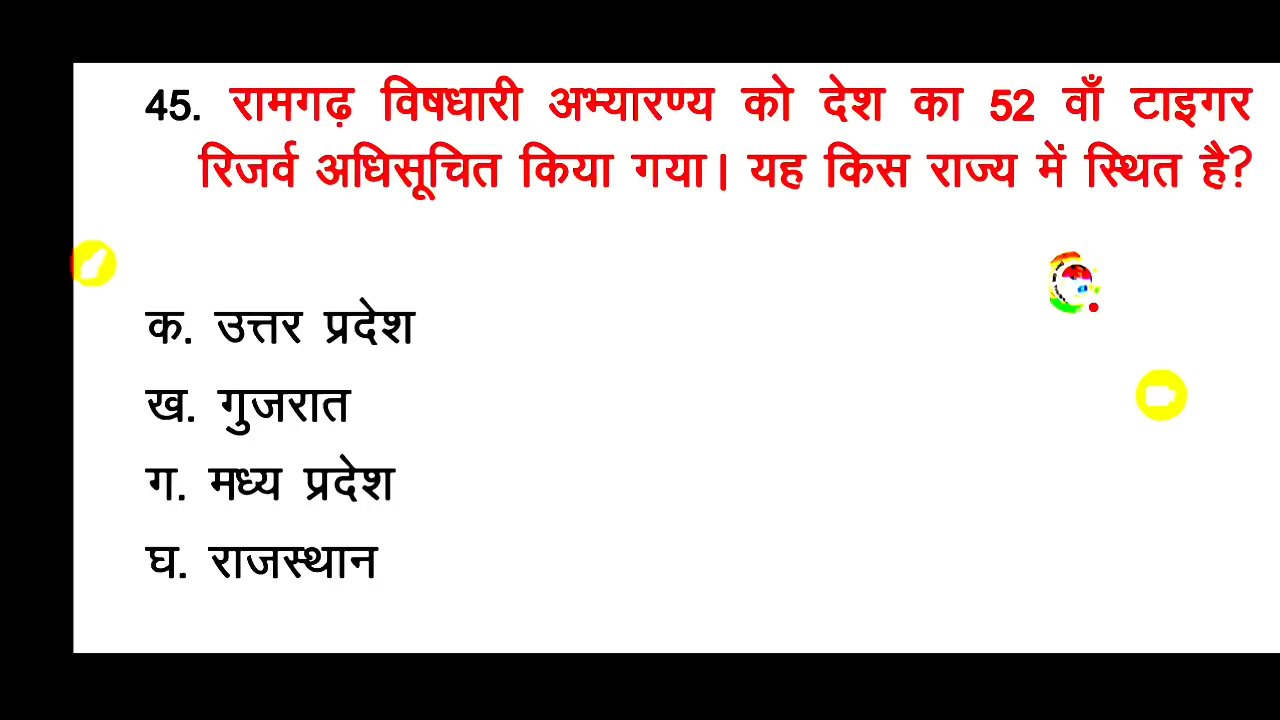 45. रामगढ़ विषधारी अभ्यारण्य को देश का 52 वाँ टाइगर
रिजर्व अधिसूचित किया गया। यह किस राज्य में स्थित है?
क. उत्तर प्रदेश
ख. गुजरात
ग. मध्य प्रदेश
घ. राजस्थान